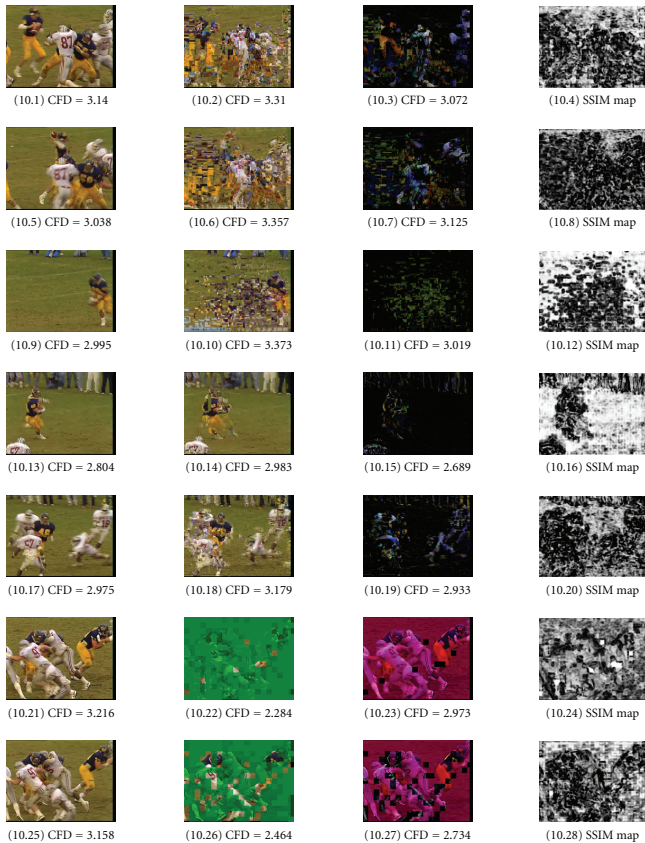 (10.1) CFD = 3.14
(10.2) CFD = 3.31
(10.3) CFD = 3.072
(10.4) SSIM map
(10.5) CFD = 3.038
(10.6) CFD = 3.357
(10.7) CFD = 3.125
(10.8) SSIM map
(10.9) CFD = 2.995
(10.10) CFD = 3.373
(10.11) CFD = 3.019
(10.12) SSIM map
(10.13) CFD = 2.804
(10.14) CFD = 2.983
(10.15) CFD = 2.689
(10.16) SSIM map
(10.17) CFD = 2.975
(10.18) CFD = 3.179
(10.19) CFD = 2.933
(10.20) SSIM map
(10.21) CFD = 3.216
(10.22) CFD = 2.284
(10.23) CFD = 2.973
(10.24) SSIM map
(10.25) CFD = 3.158
(10.26) CFD = 2.464
(10.27) CFD = 2.734
(10.28) SSIM map